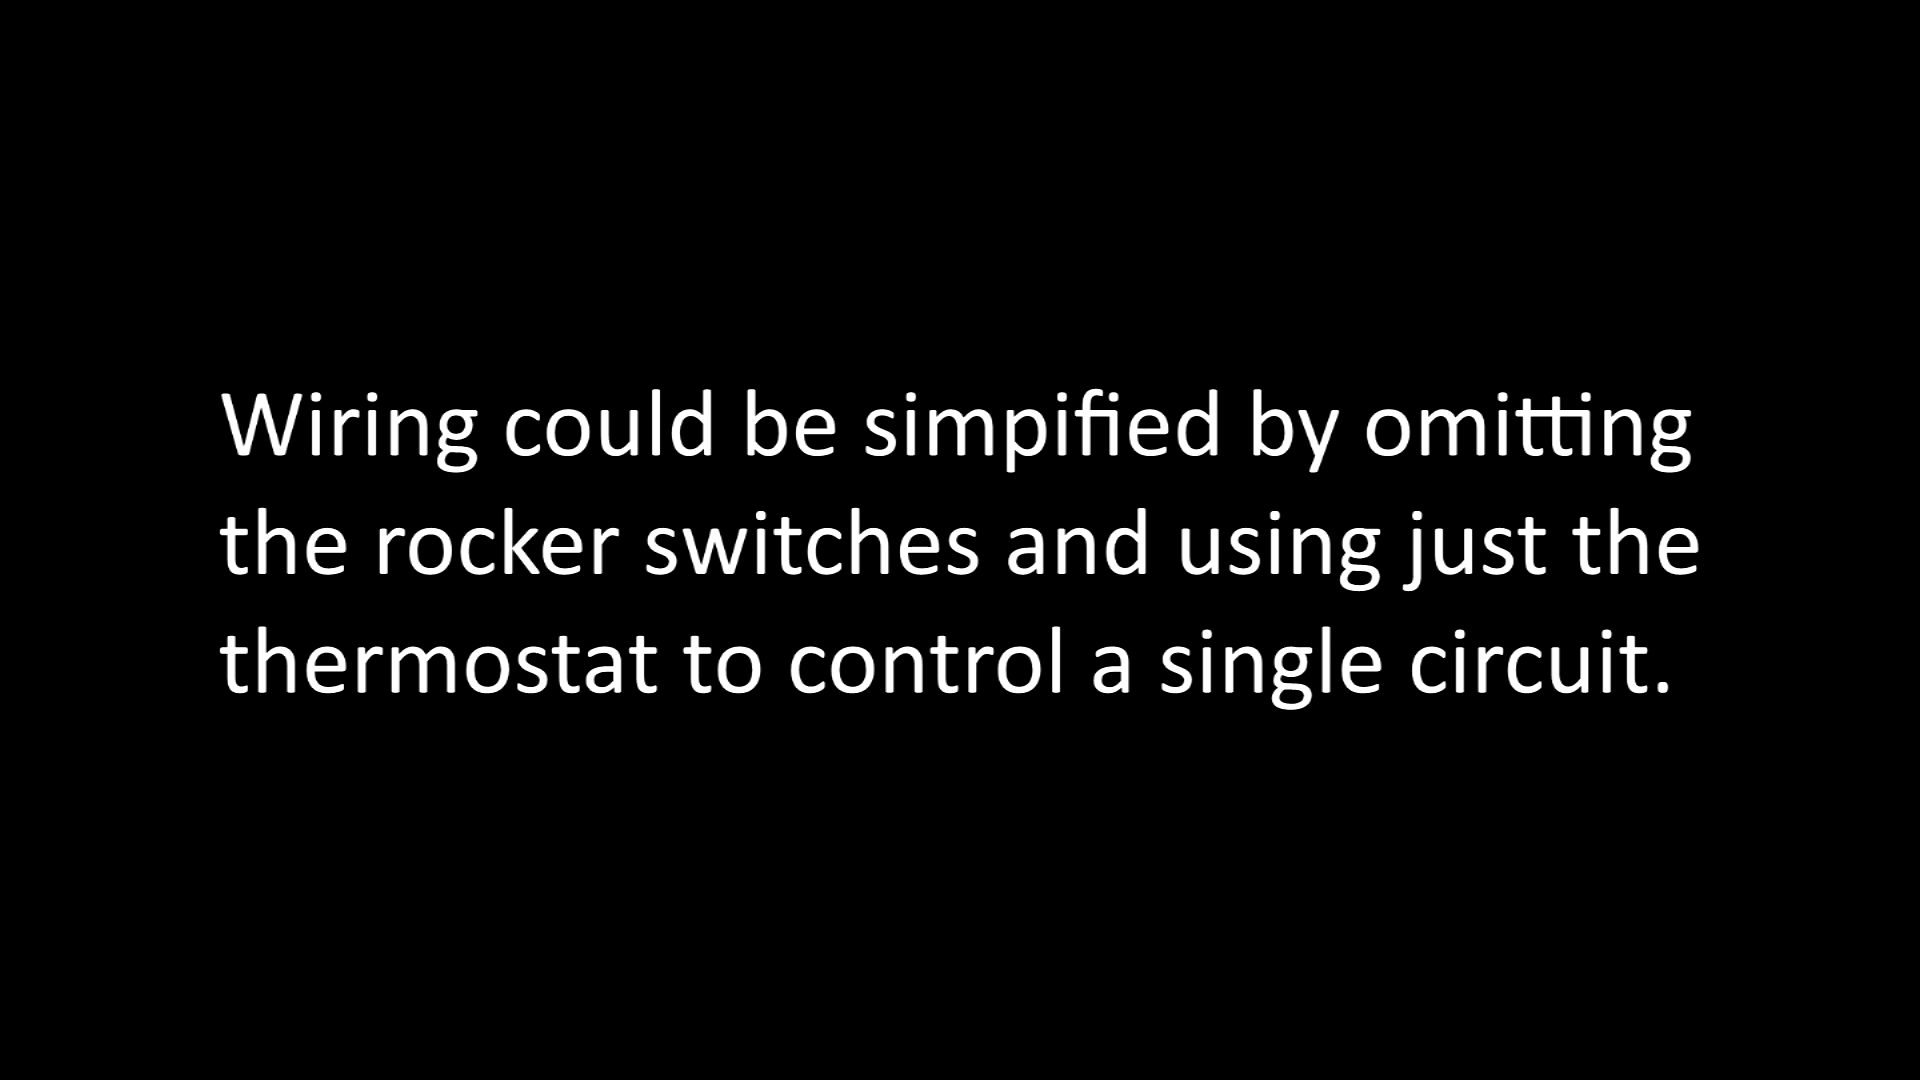 Wiring could be simpified by omitting
the rocker switches and using just the
thermostat to control a single circuit.